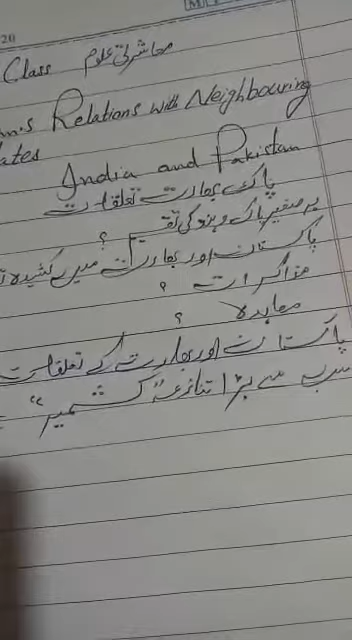 20
Class معاشرتی علوم
Relations with Neighbouring
India and Pakistan
پاک بھارت تعلقات
برصغیر پاک و ہند کی تقسیم ؟
پاکستان اور بھارت میں کشیدہ
مذاکرات ؟
معاہدہ ؟
پاکستان اور بھارت کے تعلقات
سب سے بڑا تنازعہ "کشمیر"